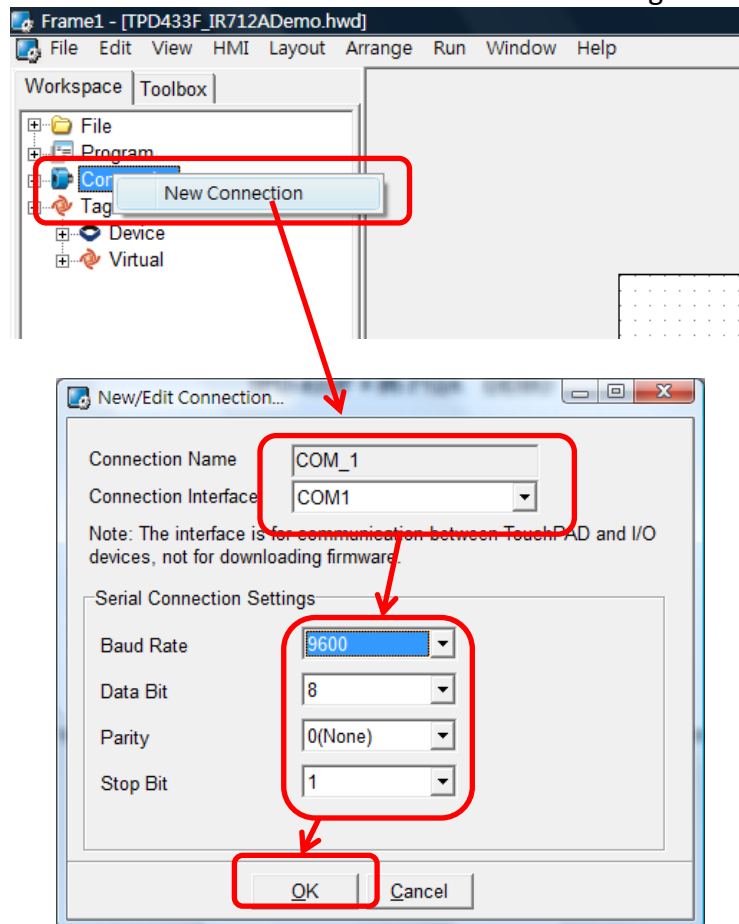 Frame1 - [TPD433F_IR712ADemo.hwd]
File Edit View HMI Layout Arrange Run Window Help
Workspace Toolbox
File
Program
New Connection
Tag
Device
Virtual
New/Edit Connection...
Connection Name COM_1
Connection Interface COM1
Note: The interface is for communication between TouchPAD and I/O
devices, not for downloading firmware.
Serial Connection Settings
Baud Rate 9600
Data Bit 8
Parity 0(None)
Stop Bit 1
OK Cancel